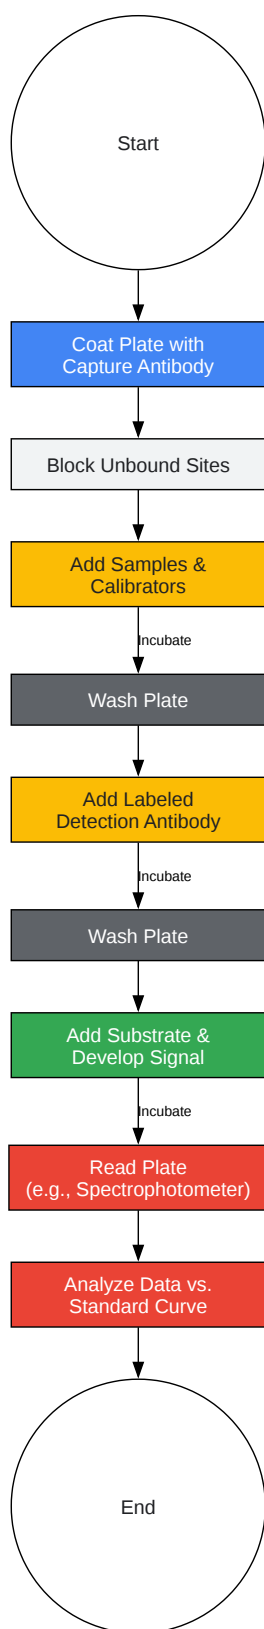 Start
Coat Plate with
Capture Antibody
Block Unbound Sites
Add Samples &
Calibrators
Incubate
Wash Plate
Add Labeled
Detection Antibody
Incubate
Wash Plate
Add Substrate &
Develop Signal
Incubate
Read Plate
(e.g., Spectrophotometer)
Analyze Data vs.
Standard Curve
End